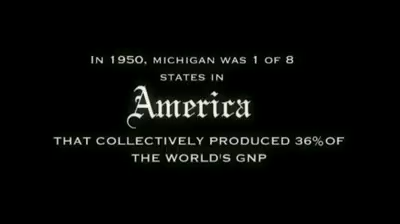 In 1950, Michigan was 1 of 8
states in
America
that collectively produced 36%of
the world's GNP